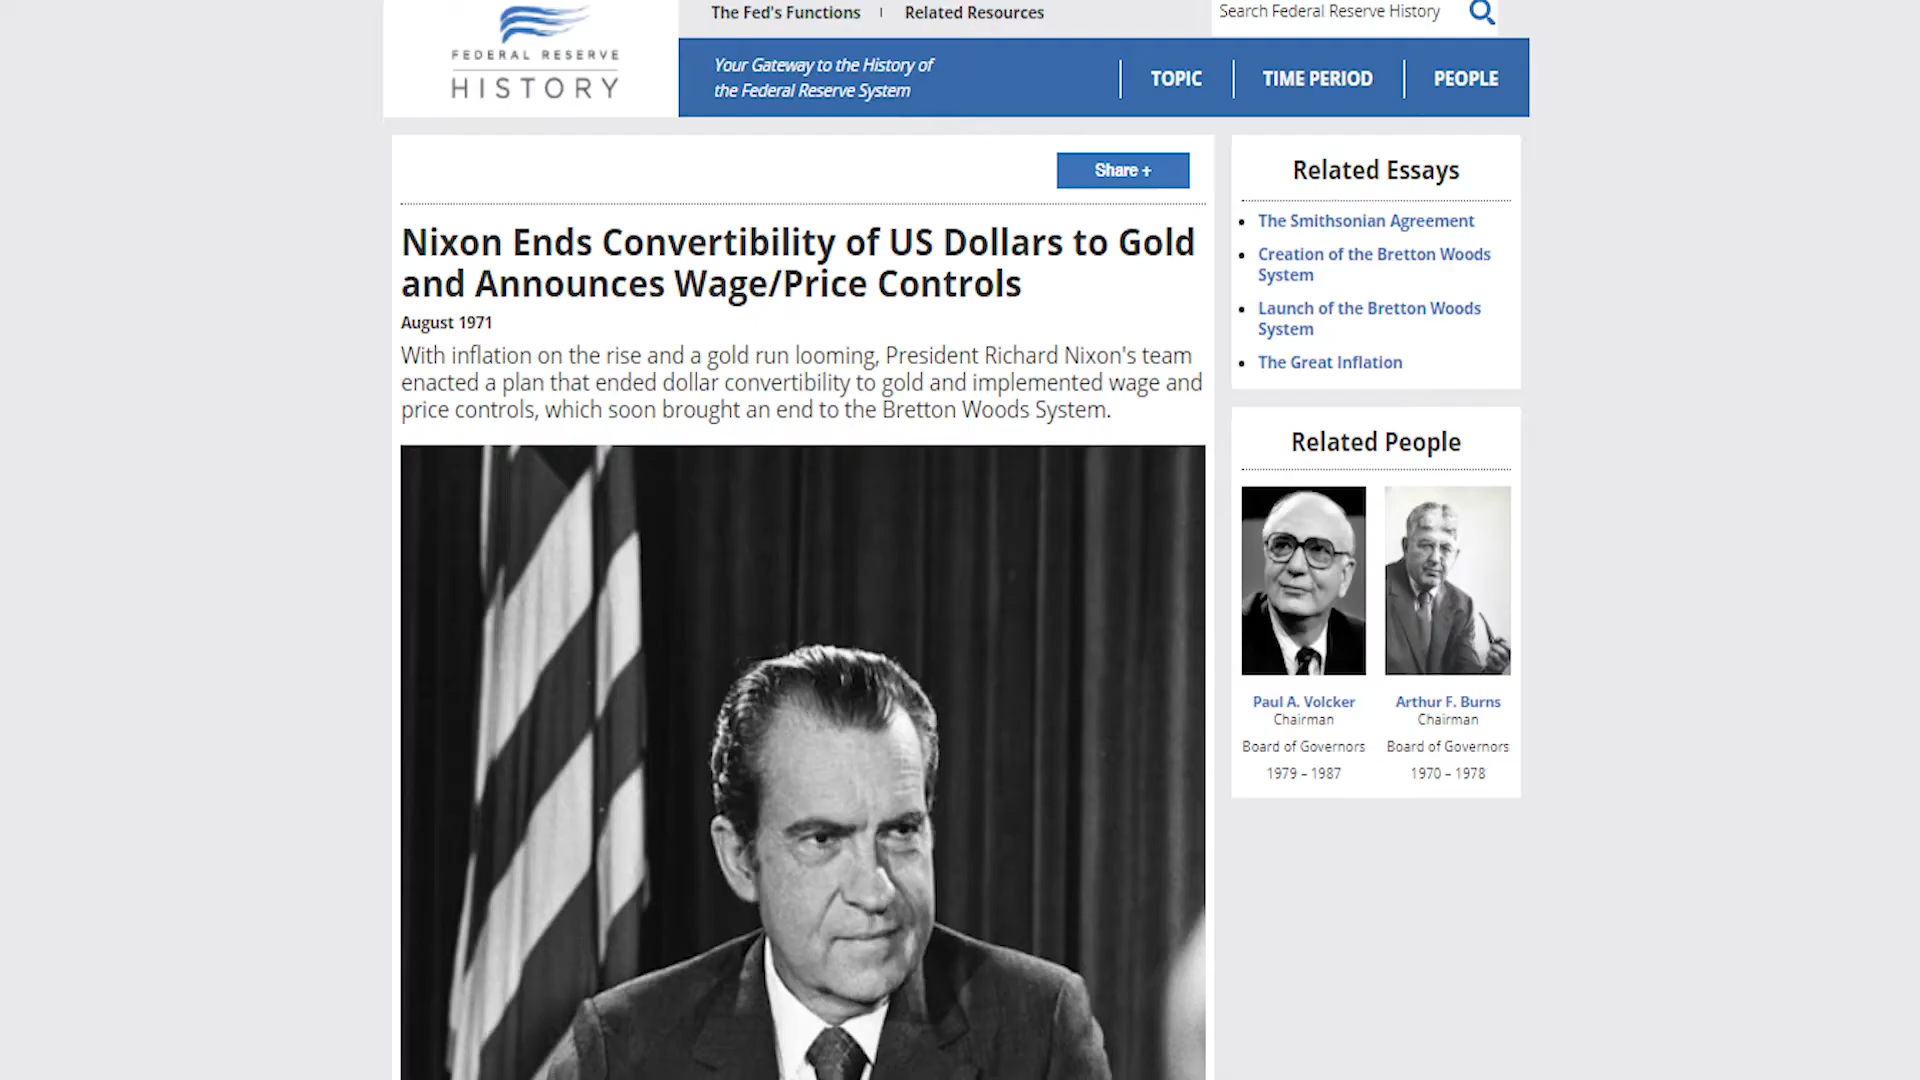 The Fed's Functions | Related Resources
Search Federal Reserve History
FEDERAL RESERVE
HISTORY
Your Gateway to the History of
the Federal Reserve System
TOPIC
TIME PERIOD
PEOPLE
Share +
Nixon Ends Convertibility of US Dollars to Gold
and Announces Wage/Price Controls
August 1971
With inflation on the rise and a gold run looming, President Richard Nixon's team
enacted a plan that ended dollar convertibility to gold and implemented wage and
price controls, which soon brought an end to the Bretton Woods System.
Related Essays
The Smithsonian Agreement
Creation of the Bretton Woods
System
Launch of the Bretton Woods
System
The Great Inflation
Related People
Paul A. Volcker
Chairman
Board of Governors
1979 – 1987
Arthur F. Burns
Chairman
Board of Governors
1970 – 1978